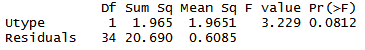 Df Sum Sq Mean Sq F value Pr(>F)
Utype 1 1.965 1.9651 3.229 0.0812
Residuals 34 20.690 0.6085